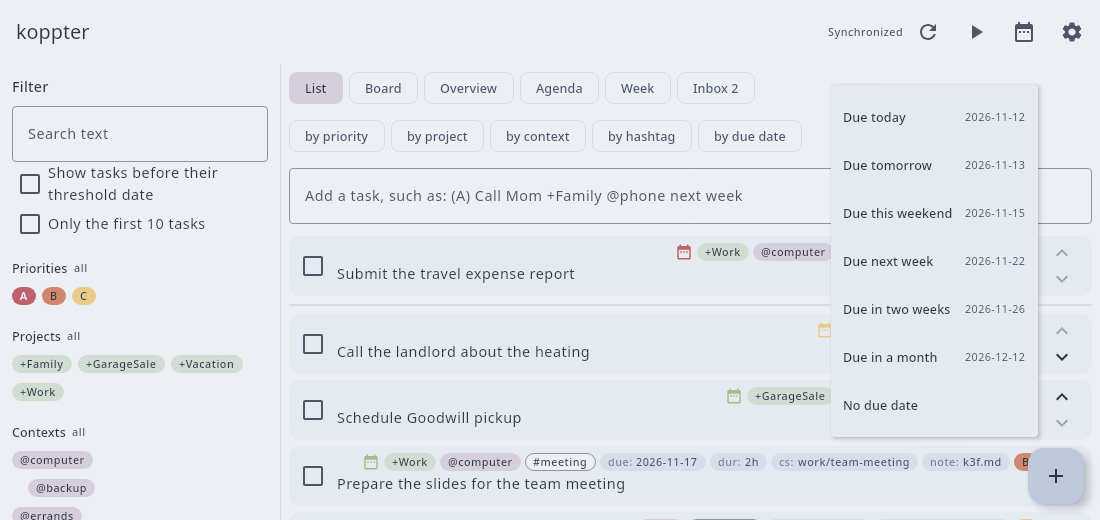 koppter
Synchronized
Filter
Search text
Show tasks before their
threshold date
Only the first 10 tasks
Priorities all
A B C
Projects all
+Family +GarageSale +Vacation
+Work
Contexts all
@computer
@backup
@errands
List Board Overview Agenda Week Inbox 2
by priority by project by context by hashtag by due date
Add a task, such as: (A) Call Mom +Family @phone next week
+Work @computer
Submit the travel expense report
Call the landlord about the heating
+GarageSale
Schedule Goodwill pickup
+Work @computer #meeting due: 2026-11-17 dur: 2h cs: work/team-meeting note: k3f.md B
Prepare the slides for the team meeting
Due today 2026-11-12
Due tomorrow 2026-11-13
Due this weekend 2026-11-15
Due next week 2026-11-22
Due in two weeks 2026-11-26
Due in a month 2026-12-12
No due date